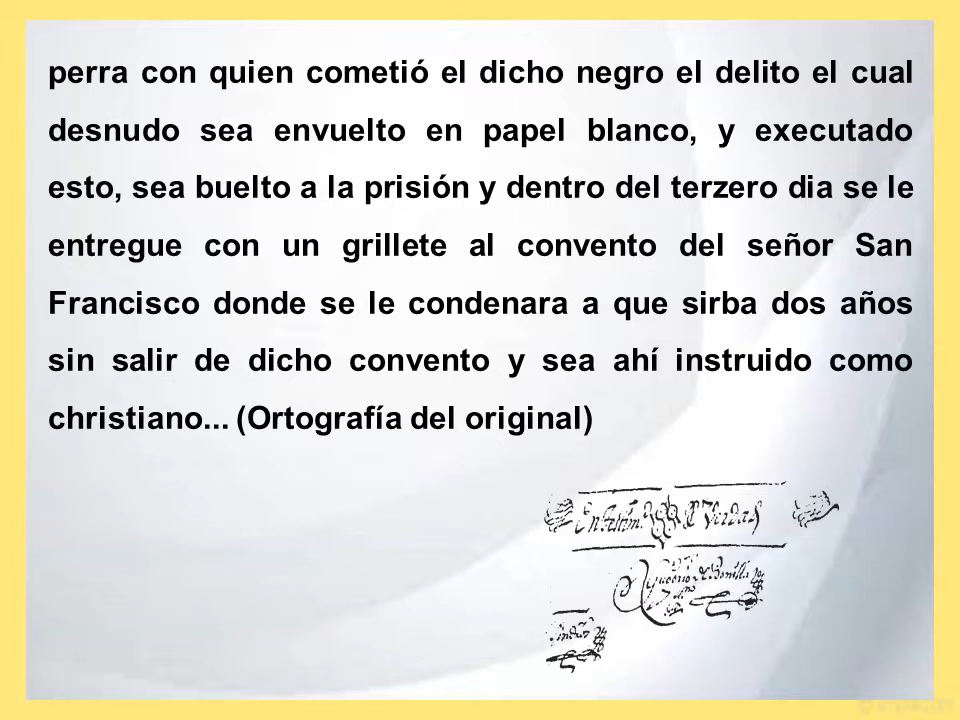 perra con quien cometió el dicho negro el delito el cual
desnudo sea envuelto en papel blanco, y executado
esto, sea buelto a la prisión y dentro del terzero dia se le
entregue con un grillete al convento del señor San
Francisco donde se le condenara a que sirba dos años
sin salir de dicho convento y sea ahí instruido como
christiano... (Ortografía del original)